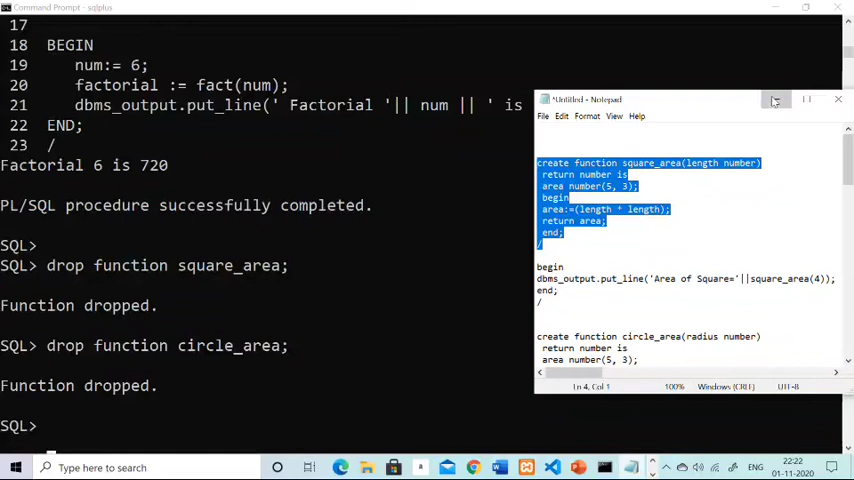 Command Prompt - sqlplus
17
18 BEGIN
19 num:= 6;
20 factorial := fact(num);
21 dbms_output.put_line(' Factorial '|| num || ' is
22 END;
23 /
Factorial 6 is 720
PL/SQL procedure successfully completed.
SQL>
SQL> drop function square_area;
Function dropped.
SQL> drop function circle_area;
Function dropped.
SQL>
*Untitled - Notepad
File Edit Format View Help
create function square_area(length number)
return number is
area number(5, 3);
begin
area:=(length * length);
return area;
end;
/
begin
dbms_output.put_line('Area of Square='||square_area(4));
end;
/
create function circle_area(radius number)
return number is
area number(5, 3);
Ln 4, Col 1 100% Windows (CRLF) UTF-8
Type here to search
ENG
22:22
01-11-2020